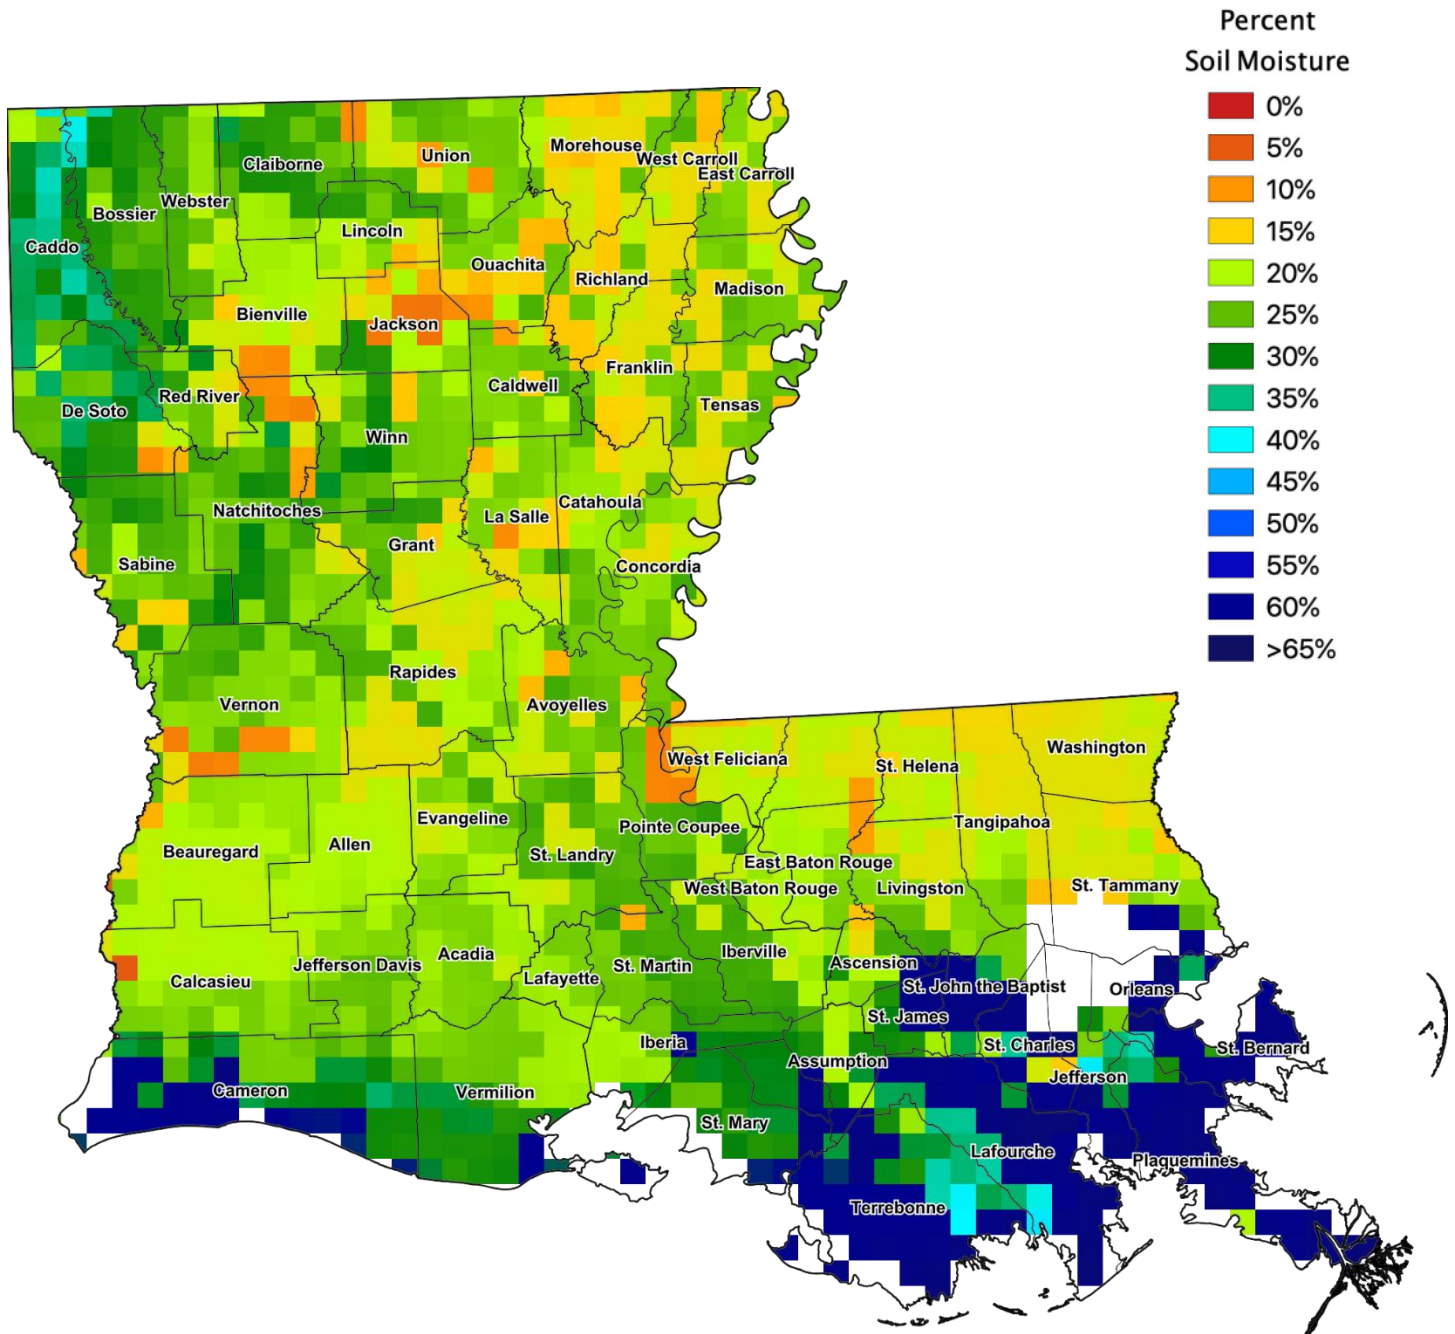 Percent
Soil Moisture
0%
5%
10%
15%
20%
25%
30%
35%
40%
45%
50%
55%
60%
>65%
Morehouse
Union
West Carroll
Claiborne
East Carroll
Webster
Bossier
Lincoln
Caddo
Ouachita
Richland
Madison
Bienville
Jackson
Franklin
Caldwell
Red River
Tensas
De Soto
Winn
Catahoula
Natchitoches
La Salle
Grant
Sabine
Concordia
Rapides
Vernon
Avoyelles
Washington
West Feliciana
St. Helena
Evangeline
Tangipahoa
Pointe Coupee
Allen
Beauregard
St. Landry
East Baton Rouge
St. Tammany
West Baton Rouge
Livingston
Iberville
Acadia
Ascension
Jefferson Davis
St. Martin
Lafayette
Calcasieu
St. John the Baptist
Orleans
St. James
Iberia
St. Charles
St. Bernard
Assumption
Jefferson
Cameron
Vermilion
St. Mary
Lafourche
Plaquemines
Terrebonne